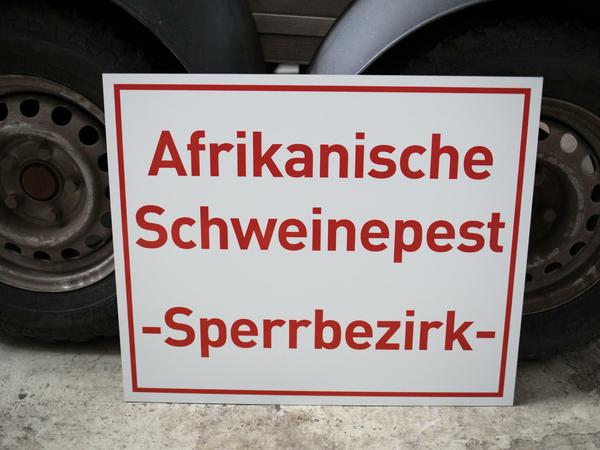 Afrikanische
Schweinepest
-Sperrbezirk-